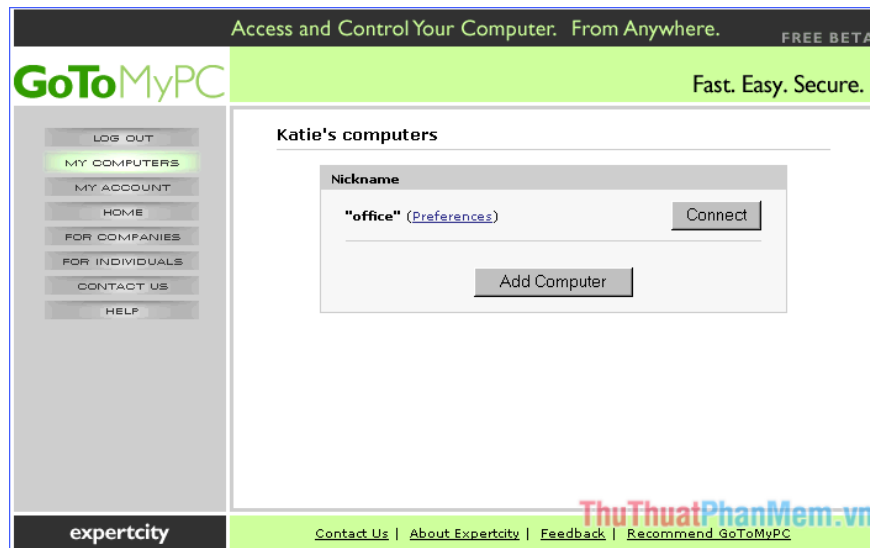 Access and Control Your Computer. From Anywhere.
FREE BETA
GoToMyPC
Fast. Easy. Secure.
LOG OUT
MY COMPUTERS
MY ACCOUNT
HOME
FOR COMPANIES
FOR INDIVIDUALS
CONTACT US
HELP
Katie's computers
Nickname
"office" (Preferences)
Connect
Add Computer
ThuThuatPhanMem.vn
expertcity
Contact Us | About Expertcity | Feedback | Recommend GoToMyPC